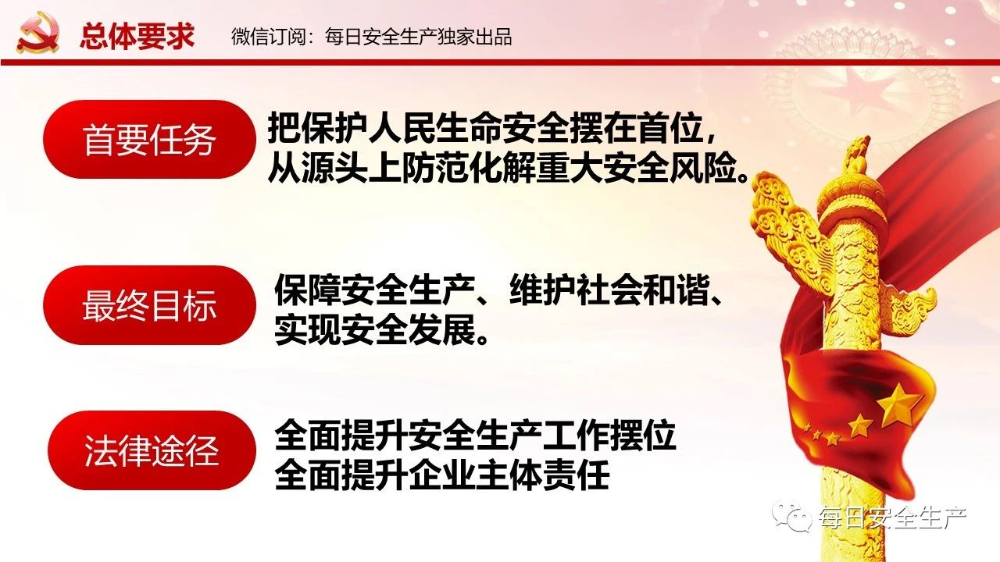 总体要求
微信订阅：每日安全生产独家出品
首要任务
把保护人民生命安全摆在首位，
从源头上防范化解重大安全风险。
最终目标
保障安全生产、维护社会和谐、
实现安全发展。
法律途径
全面提升安全生产工作摆位
全面提升企业主体责任
每日安全生产